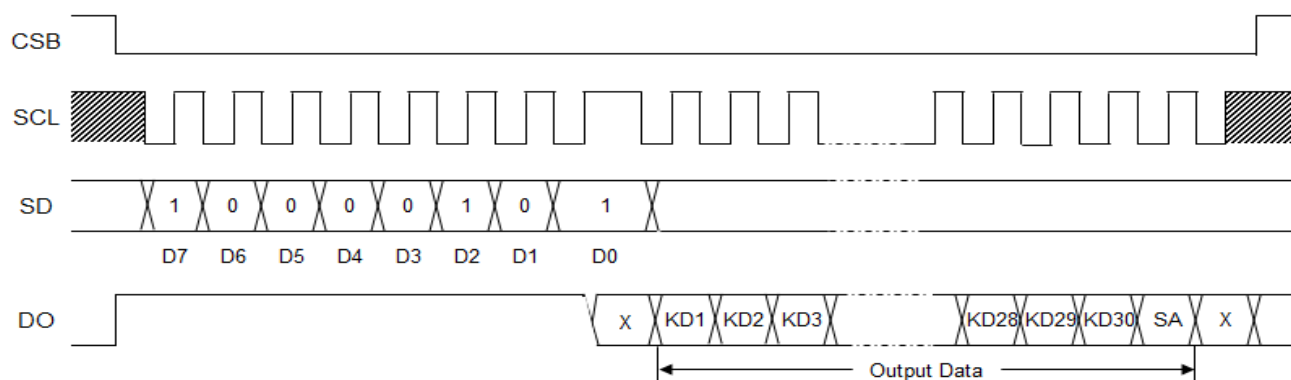 CSB
SCL
SD 1 0 0 0 0 1 0 1
D7 D6 D5 D4 D3 D2 D1 D0
DO X KD1 KD2 KD3 KD28 KD29 KD30 SA X
Output Data